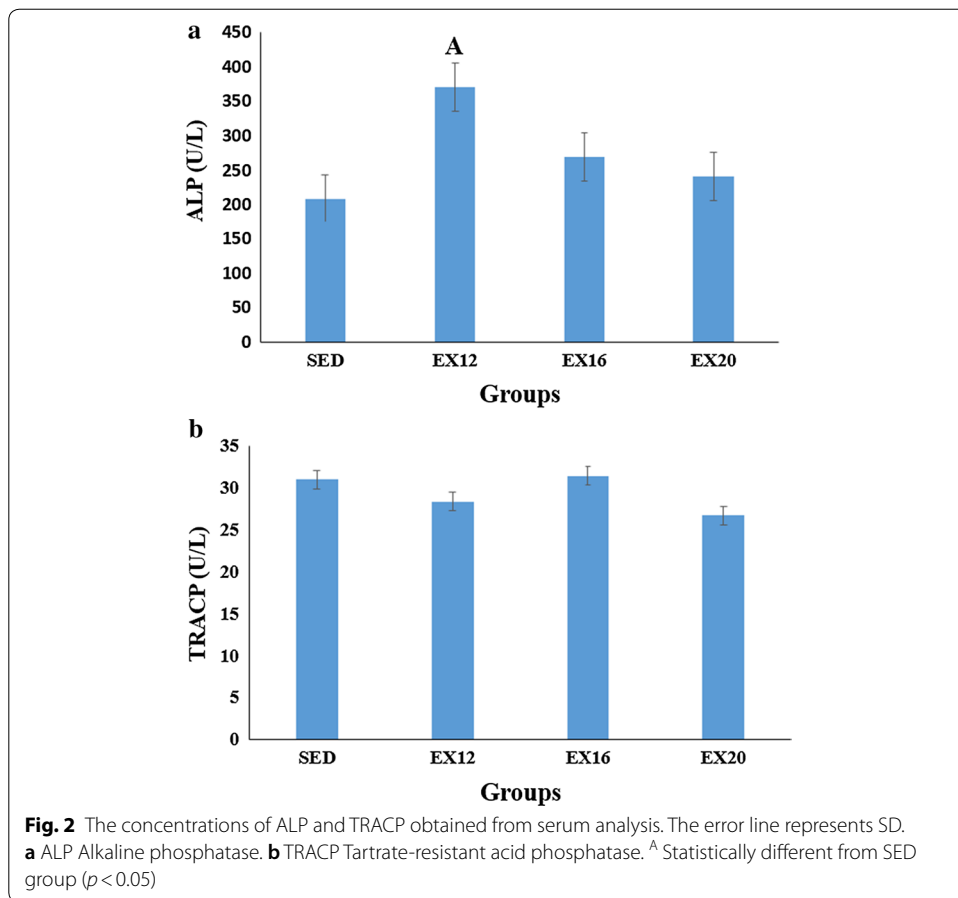 a
450
400
350
300
250
200
150
100
50
0
ALP (U/L)
A
SED EX12 EX16 EX20
Groups
b
35
30
25
20
15
10
5
0
TRACP (U/L)
SED EX12 EX16 EX20
Groups
Fig. 2 The concentrations of ALP and TRACP obtained from serum analysis. The error line represents SD.
a ALP Alkaline phosphatase. b TRACP Tartrate-resistant acid phosphatase. A Statistically different from SED
group (p < 0.05)